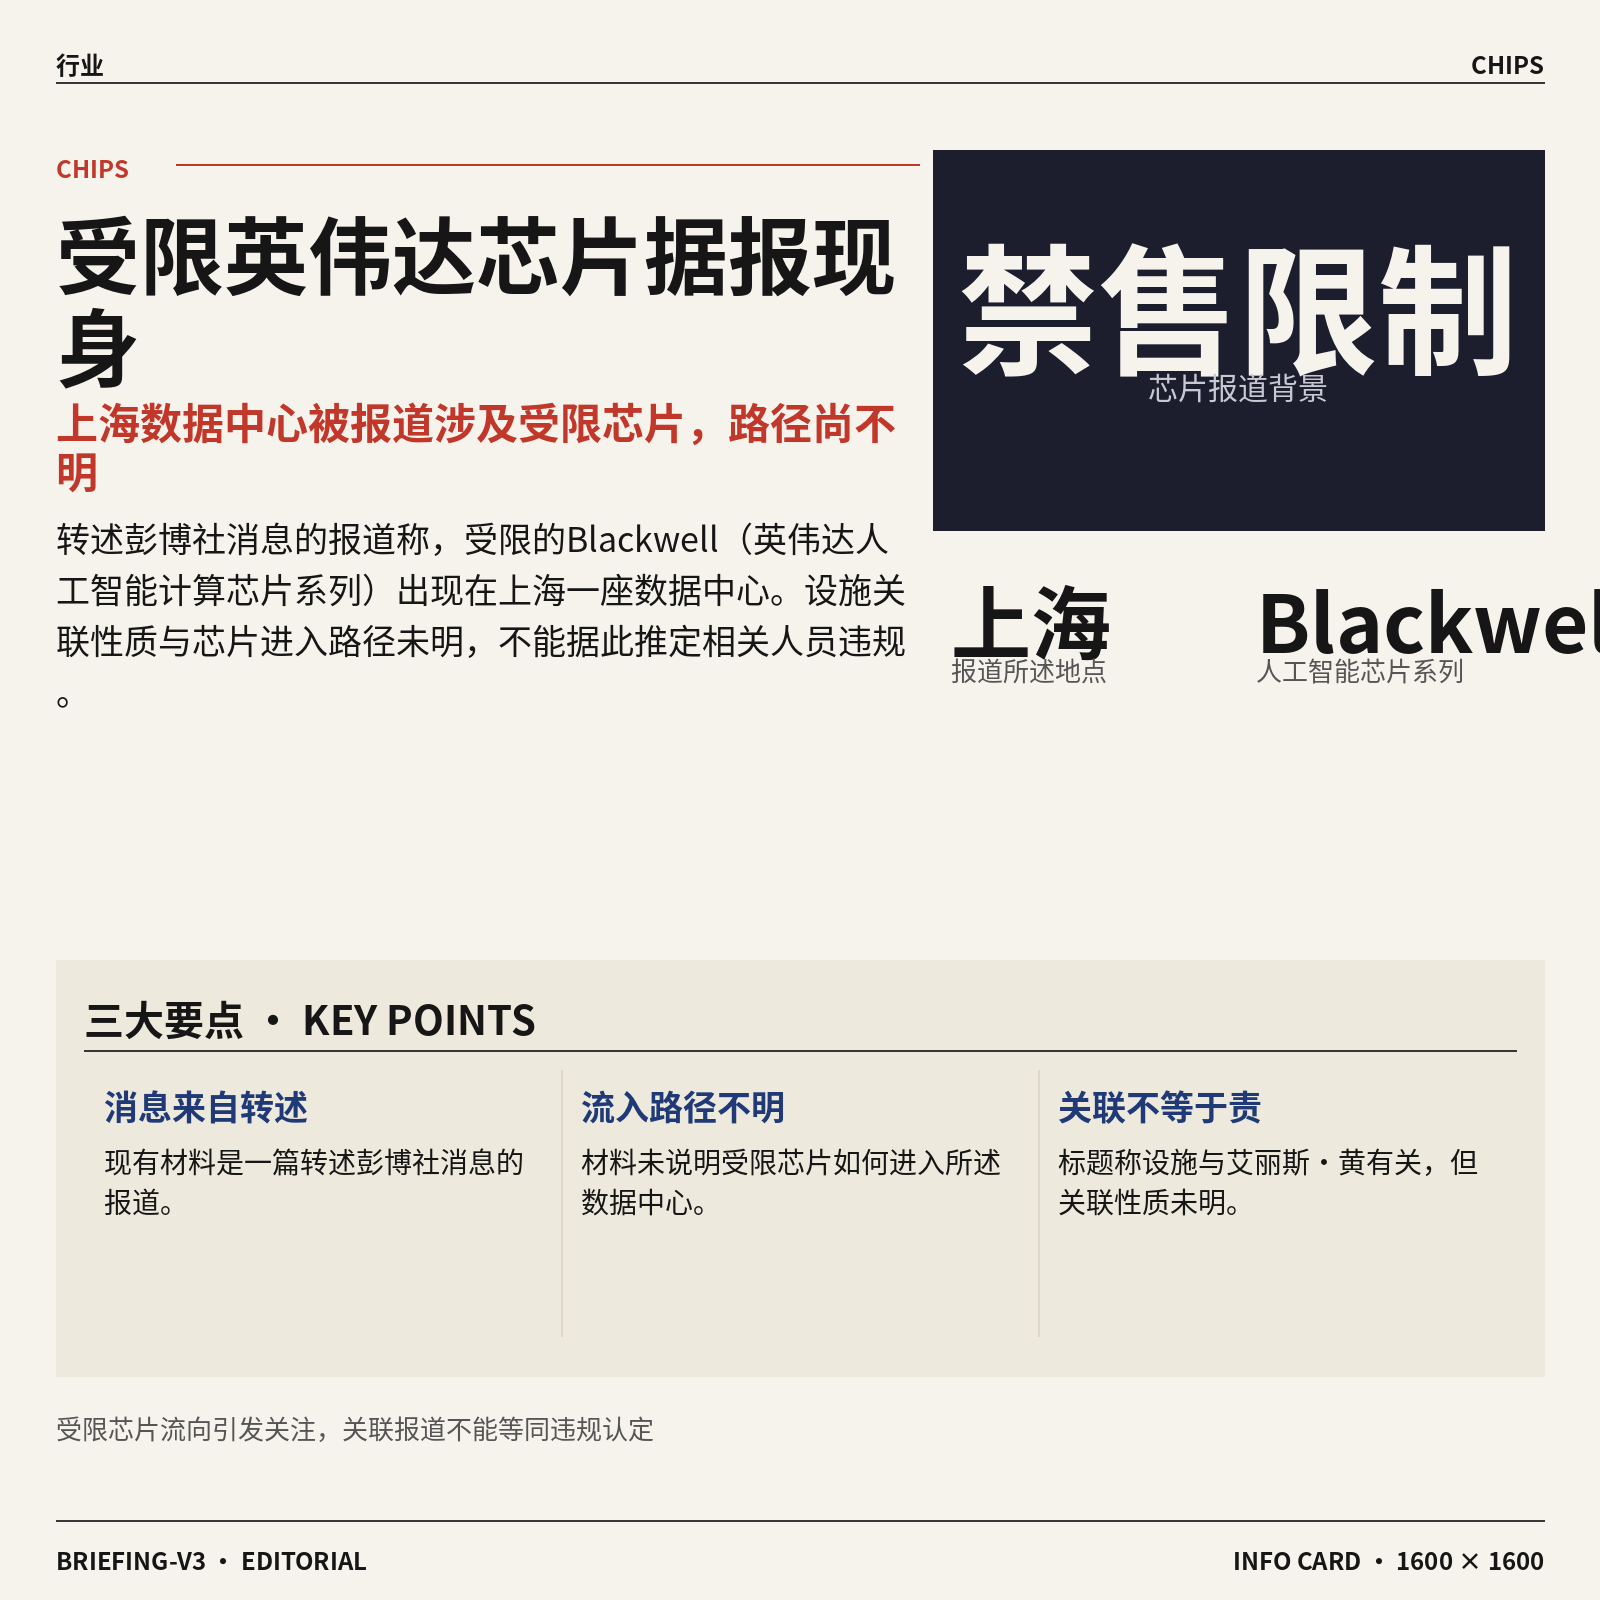 行业
CHIPS
CHIPS
受限英伟达芯片据报现
身
上海数据中心被报道涉及受限芯片，路径尚不
明
转述彭博社消息的报道称，受限的Blackwell（英伟达人
工智能计算芯片系列）出现在上海一座数据中心。设施关
联性质与芯片进入路径未明，不能据此推定相关人员违规
。
禁售限制
芯片报道背景
上海
报道所述地点
Blackwel
人工智能芯片系列
三大要点 · KEY POINTS
消息来自转述
现有材料是一篇转述彭博社消息的
报道。
流入路径不明
材料未说明受限芯片如何进入所述
数据中心。
关联不等于责
标题称设施与艾丽斯·黄有关，但
关联性质未明。
受限芯片流向引发关注，关联报道不能等同违规认定
BRIEFING-V3 · EDITORIAL
INFO CARD · 1600 × 1600